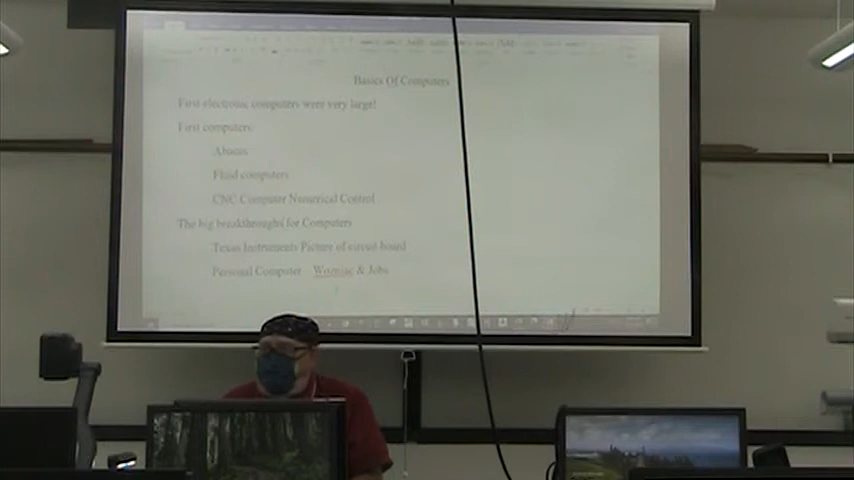 Basics Of Computers
First electronic computers were very large!
First computers:
Abacus
Fluid computers
CNC Computer Numerical Control
The big breakthroughs for Computers
Texas Instruments Picture of circuit board
Personal Computer Wozniac & Jobs